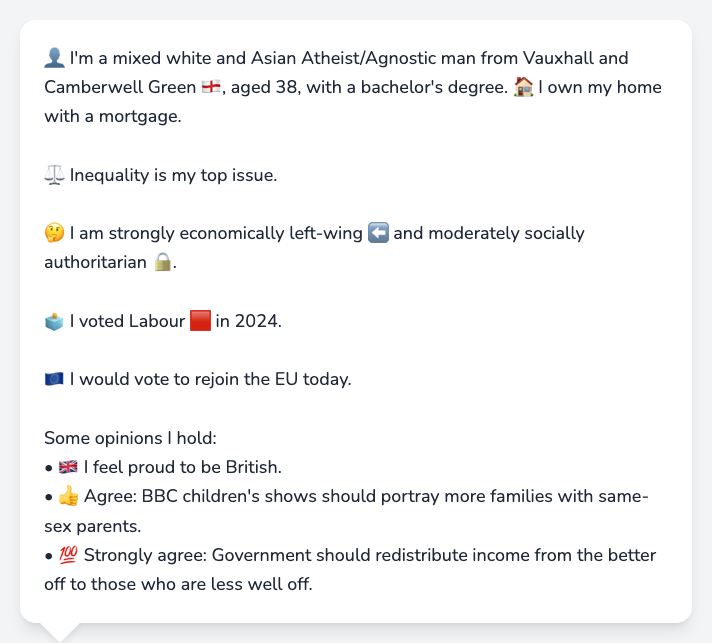 👤 I'm a mixed white and Asian Atheist/Agnostic man from Vauxhall and
Camberwell Green 🏴󠁧󠁢󠁥󠁮󠁧󠁿, aged 38, with a bachelor's degree. 🏠 I own my home
with a mortgage.
⚖️ Inequality is my top issue.
🤔 I am strongly economically left-wing ⬅️ and moderately socially
authoritarian 🔒.
🗳️ I voted Labour 🟥 in 2024.
🇪🇺 I would vote to rejoin the EU today.
Some opinions I hold:
• 🇬🇧 I feel proud to be British.
• 👍 Agree: BBC children's shows should portray more families with same-
sex parents.
• 💯 Strongly agree: Government should redistribute income from the better
off to those who are less well off.